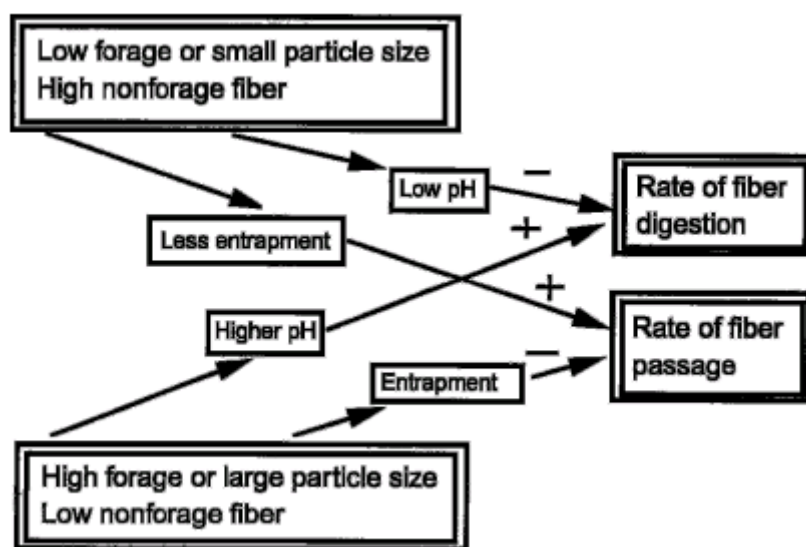 Low forage or small particle size
High nonforage fiber
Low pH
−
Rate of fiber
digestion
+
Less entrapment
+
Higher pH
Rate of fiber
passage
−
Entrapment
High forage or large particle size
Low nonforage fiber